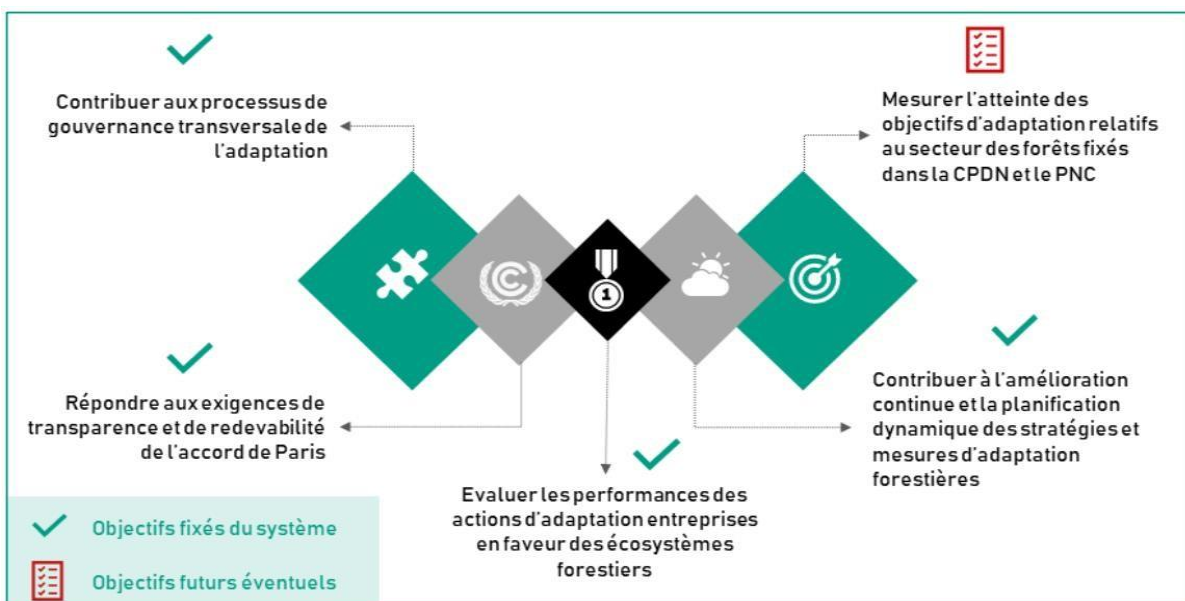 Contribuer aux processus de
gouvernance transversale de
l'adaptation
Mesurer l'atteinte des
objectifs d'adaptation relatifs
au secteur des forêts fixés
dans la CPDN et le PNC
1
Répondre aux exigences de
transparence et de redevabilité
de l'accord de Paris
Contribuer à l'amélioration
continue et la planification
dynamique des stratégies et
mesures d'adaptation
forestières
Evaluer les performances des
actions d'adaptation entreprises
en faveur des écosystèmes
forestiers
Objectifs fixés du système
Objectifs futurs éventuels